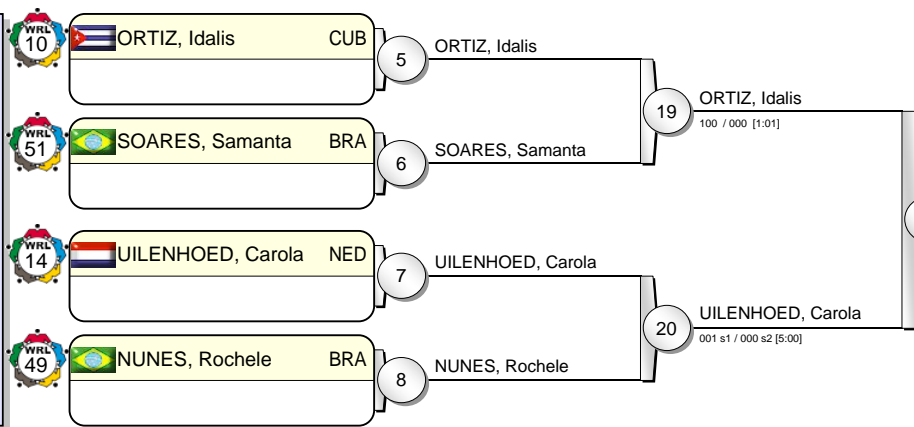 WRL
10
ORTIZ, Idalis CUB
5
ORTIZ, Idalis
19
ORTIZ, Idalis
100 / 000 [1:01]
WRL
51
SOARES, Samanta BRA
6
SOARES, Samanta
WRL
14
UILENHOED, Carola NED
7
UILENHOED, Carola
20
UILENHOED, Carola
001 s1 / 000 s2 [5:00]
WRL
49
NUNES, Rochele BRA
8
NUNES, Rochele